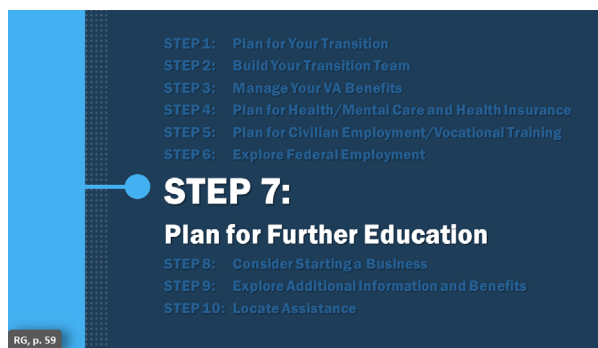 STEP 1: Plan for Your Transition
STEP 2: Build Your Transition Team
STEP 3: Manage Your VA Benefits
STEP 4: Plan for Health/Mental Care and Health Insurance
STEP 5: Plan for Civilian Employment/Vocational Training
STEP 6: Explore Federal Employment
STEP 7:
Plan for Further Education
STEP 8: Consider Starting a Business
STEP 9: Explore Additional Information and Benefits
STEP 10: Locate Assistance
RG, p. 59